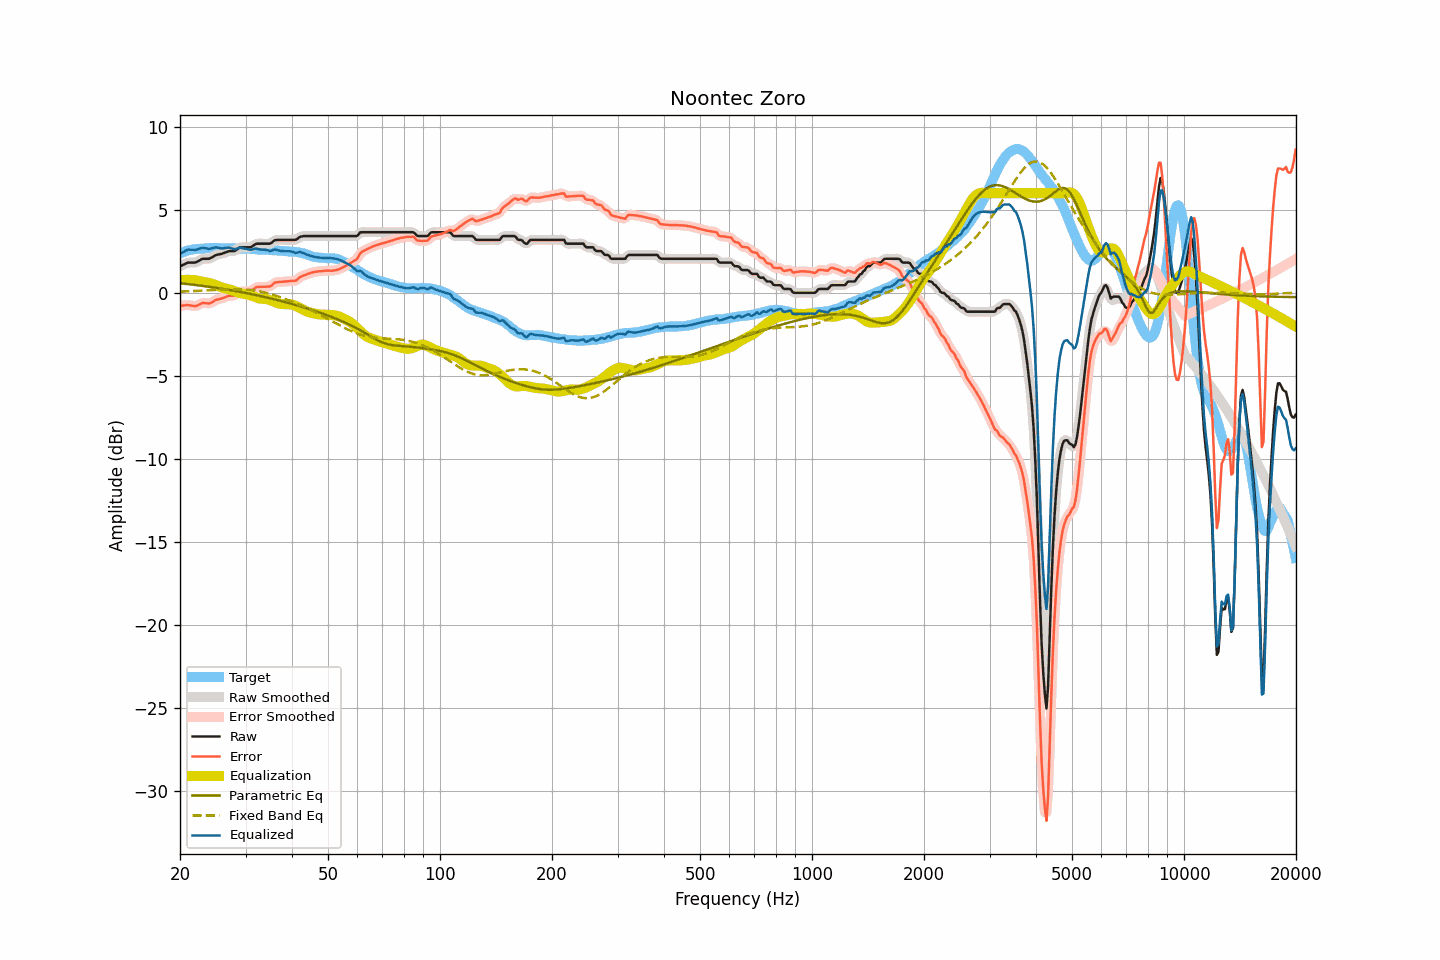 Noontec Zoro
10
5
0
−5
−10
−15
−20
−25
−30
Amplitude (dBr)
Target
Raw Smoothed
Error Smoothed
Raw
Error
Equalization
Parametric Eq
Fixed Band Eq
Equalized
20 50 100 200 500 1000 2000 5000 10000 20000
Frequency (Hz)